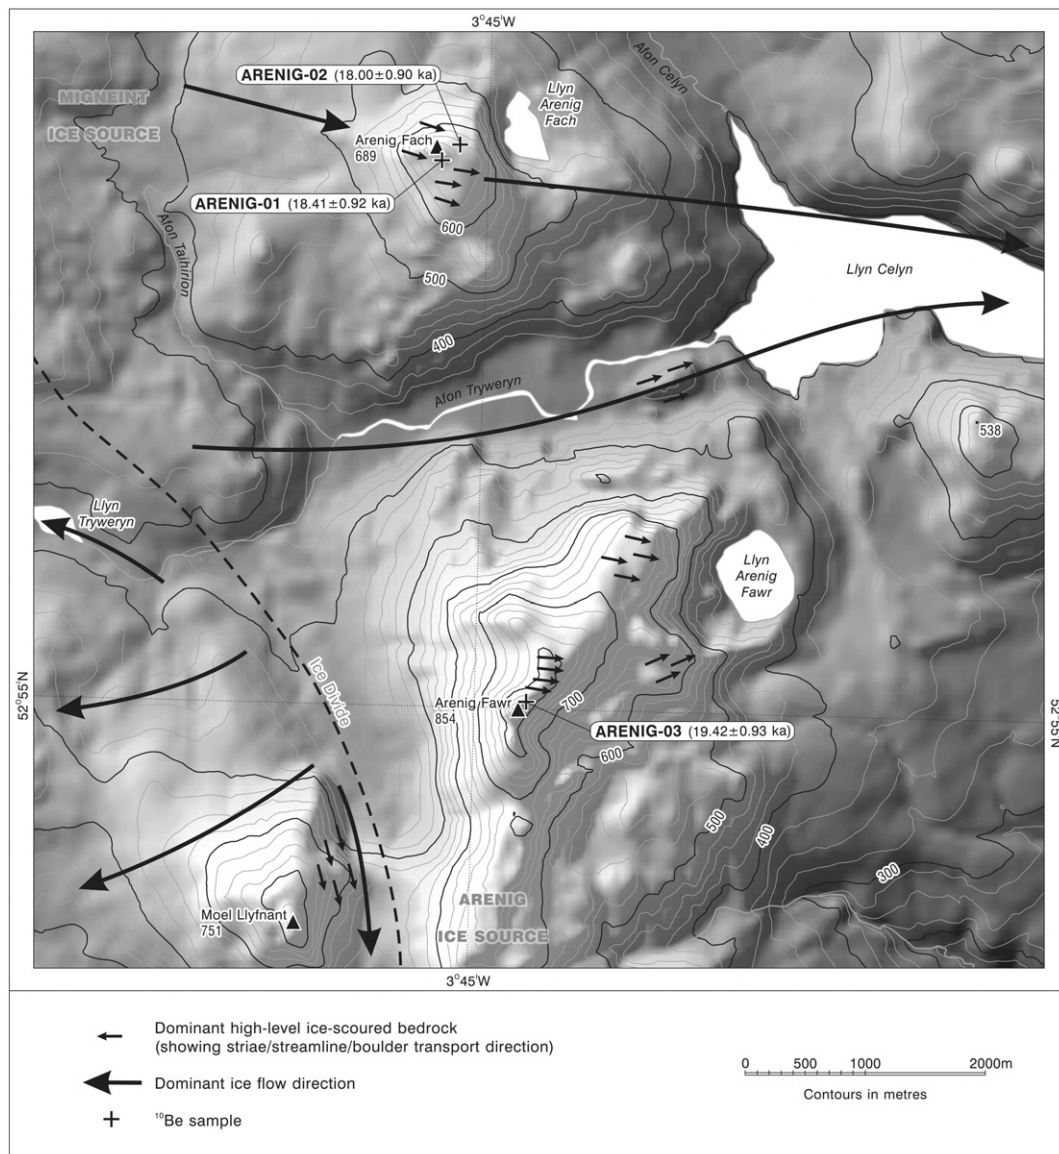 3°45'W
ARENIG-02 (18.00±0.90 ka)
MIGNEINT
ICE SOURCE
Afon Celyn
Llyn
Arenig
Fach
Arenig Fach
689
ARENIG-01 (18.41±0.92 ka)
600
500
Afon Taihirion
Llyn Celyn
400
Afon Tryweryn
538
Llyn
Tryweryn
Llyn
Arenig
Fawr
Ice Divide
52°55'N
52°55'N
Arenig Fawr
854
700
ARENIG-03 (19.42±0.93 ka)
600
500
400
300
Moel Llyfnant
751
ARENIG
ICE SOURCE
3°45'W
Dominant high-level ice-scoured bedrock
(showing striae/streamline/boulder transport direction)
Dominant ice flow direction
¹⁰Be sample
0 500 1000 2000m
Contours in metres